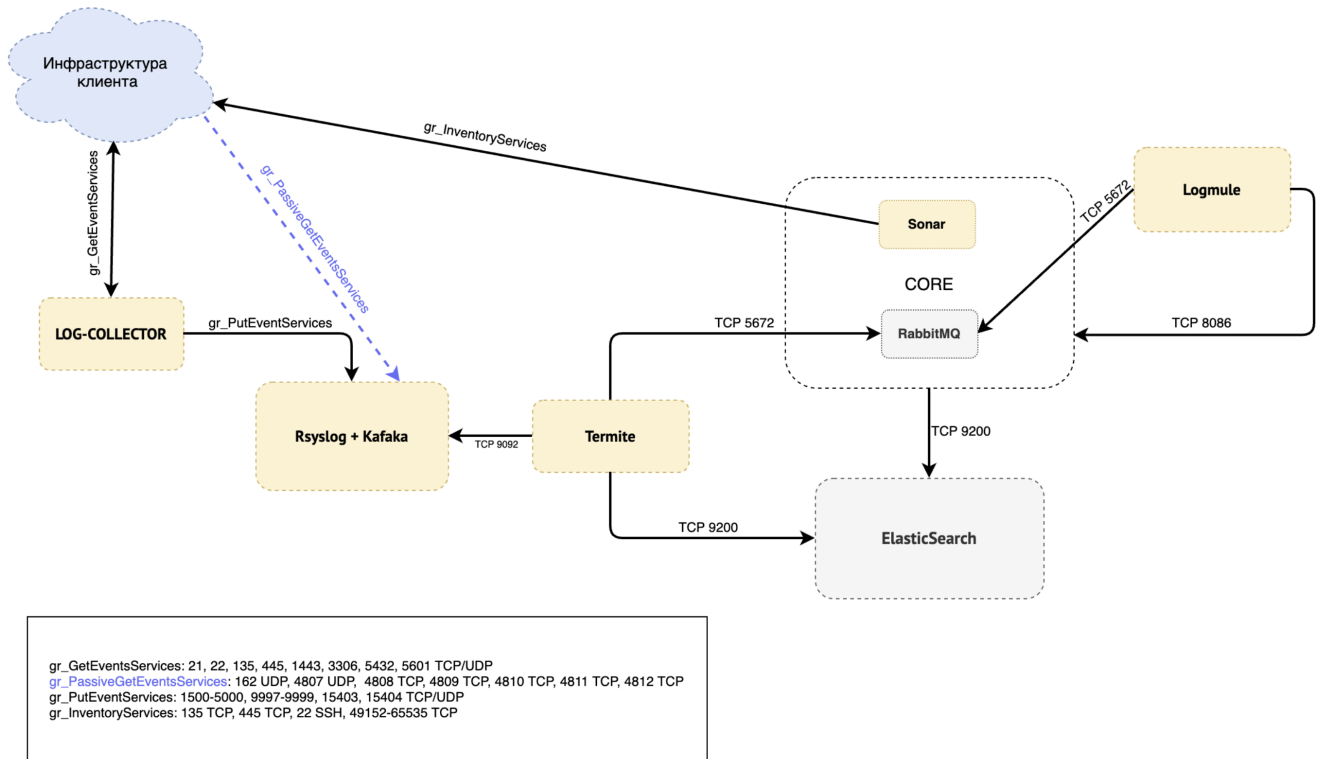 Инфраструктура
клиента
gr_InventoryServices
gr_GetEventServices
gr_PassiveGetEventsServices
TCP 5672
Logmule
Sonar
CORE
LOG-COLLECTOR
gr_PutEventServices
TCP 5672
RabbitMQ
TCP 8086
Rsyslog + Kafaka
TCP 9092
Termite
TCP 9200
TCP 9200
ElasticSearch
gr_GetEventsServices: 21, 22, 135, 445, 1443, 3306, 5432, 5601 TCP/UDP
gr_PassiveGetEventsServices: 162 UDP, 4807 UDP, 4808 TCP, 4809 TCP, 4810 TCP, 4811 TCP, 4812 TCP
gr_PutEventServices: 1500-5000, 9997-9999, 15403, 15404 TCP/UDP
gr_InventoryServices: 135 TCP, 445 TCP, 22 SSH, 49152-65535 TCP